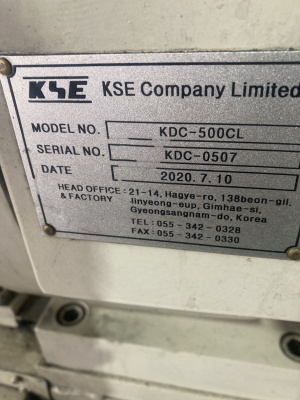 KSE KSE Company Limited
MODEL NO. KDC-500CL
SERIAL NO. KDC-0507
DATE 2020.7.10
HEAD OFFICE : 21-14, Hagye-ro, 138beon-gil,
& FACTORY Jinyeong-eup, Gimhae-si,
Gyeongsangnam-do, Korea
TEL : 055 - 342 - 0328
FAX : 055 - 342 - 0330